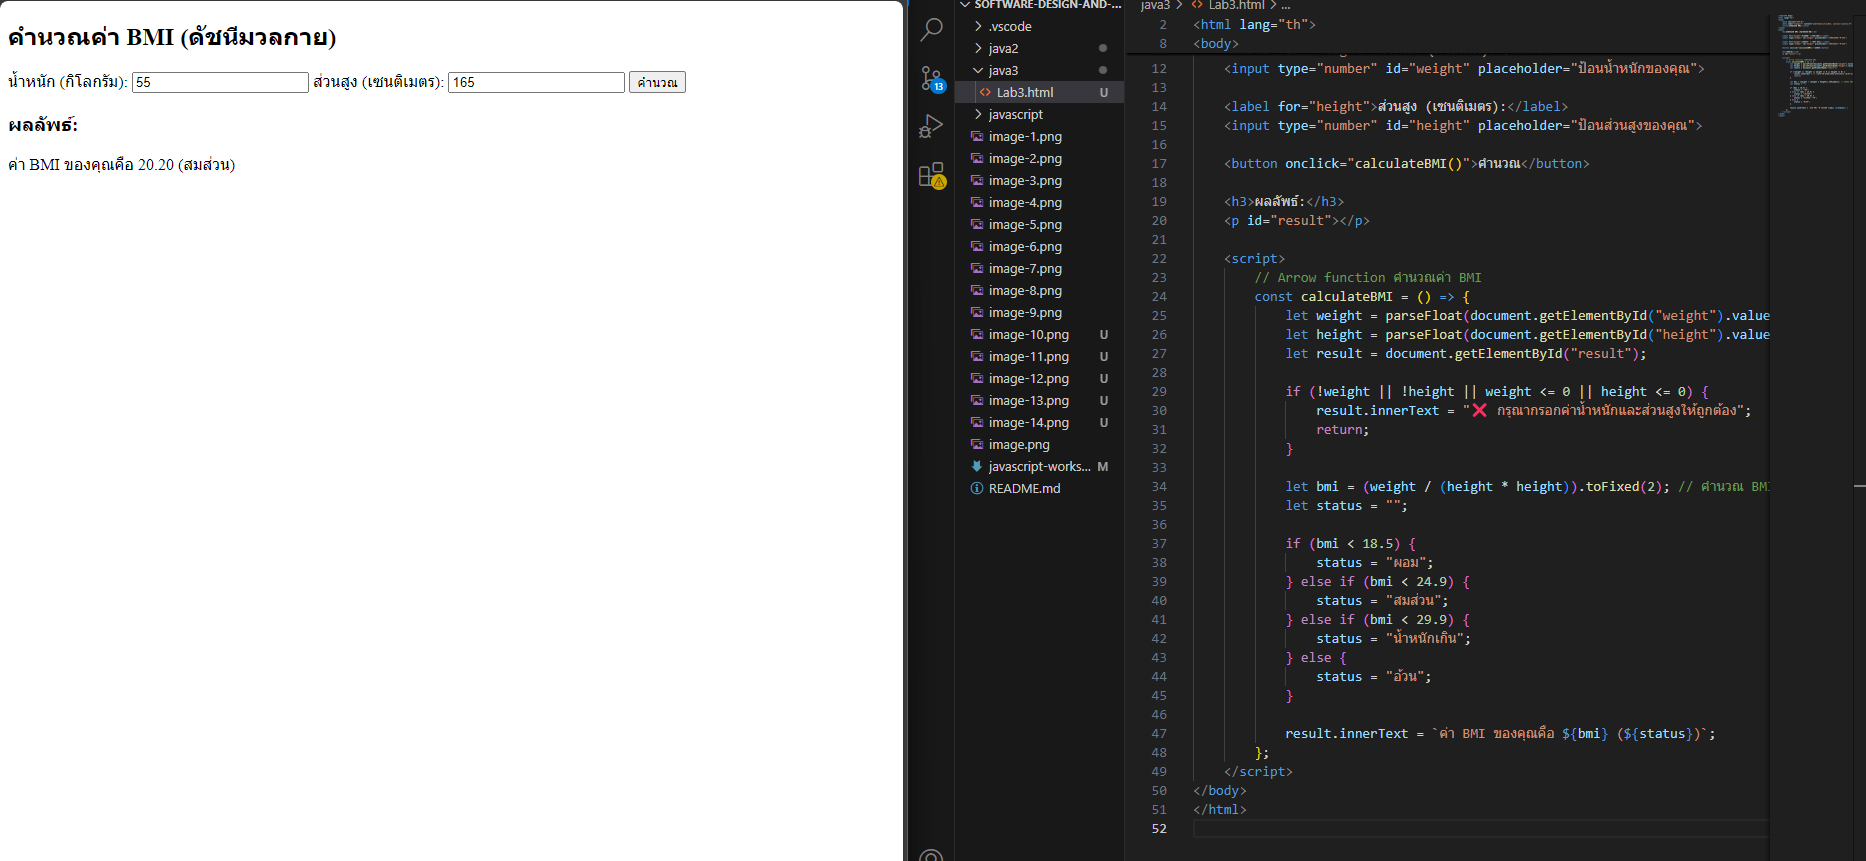 คำนวณค่า BMI (ดัชนีมวลกาย)
น้ำหนัก (กิโลกรัม): 55 ส่วนสูง (เซนติเมตร): 165 คำนวณ
ผลลัพธ์:
ค่า BMI ของคุณคือ 20.20 (สมส่วน)
13
SOFTWARE-DESIGN-AND-...
.vscode
java2
java3
Lab3.html U
javascript
image-1.png
image-2.png
image-3.png
image-4.png
image-5.png
image-6.png
image-7.png
image-8.png
image-9.png
image-10.png U
image-11.png U
image-12.png U
image-13.png U
image-14.png U
image.png
javascript-works... M
README.md
java3 > <> Lab3.html > ...
2 <html lang="th">
8 <body>
12 <input type="number" id="weight" placeholder="ป้อนน้ำหนักของคุณ">
13
14 <label for="height">ส่วนสูง (เซนติเมตร):</label>
15 <input type="number" id="height" placeholder="ป้อนส่วนสูงของคุณ">
16
17 <button onclick="calculateBMI()">คำนวณ</button>
18
19 <h3>ผลลัพธ์:</h3>
20 <p id="result"></p>
21
22 <script>
23 // Arrow function คำนวณค่า BMI
24 const calculateBMI = () => {
25 let weight = parseFloat(document.getElementById("weight").value
26 let height = parseFloat(document.getElementById("height").value
27 let result = document.getElementById("result");
28
29 if (!weight || !height || weight <= 0 || height <= 0) {
30 result.innerText = "❌ กรุณากรอกค่าน้ำหนักและส่วนสูงให้ถูกต้อง";
31 return;
32 }
33
34 let bmi = (weight / (height * height)).toFixed(2); // คำนวณ BMI
35 let status = "";
36
37 if (bmi < 18.5) {
38 status = "ผอม";
39 } else if (bmi < 24.9) {
40 status = "สมส่วน";
41 } else if (bmi < 29.9) {
42 status = "น้ำหนักเกิน";
43 } else {
44 status = "อ้วน";
45 }
46
47 result.innerText = `ค่า BMI ของคุณคือ ${bmi} (${status})`;
48 };
49 </script>
50 </body>
51 </html>
52